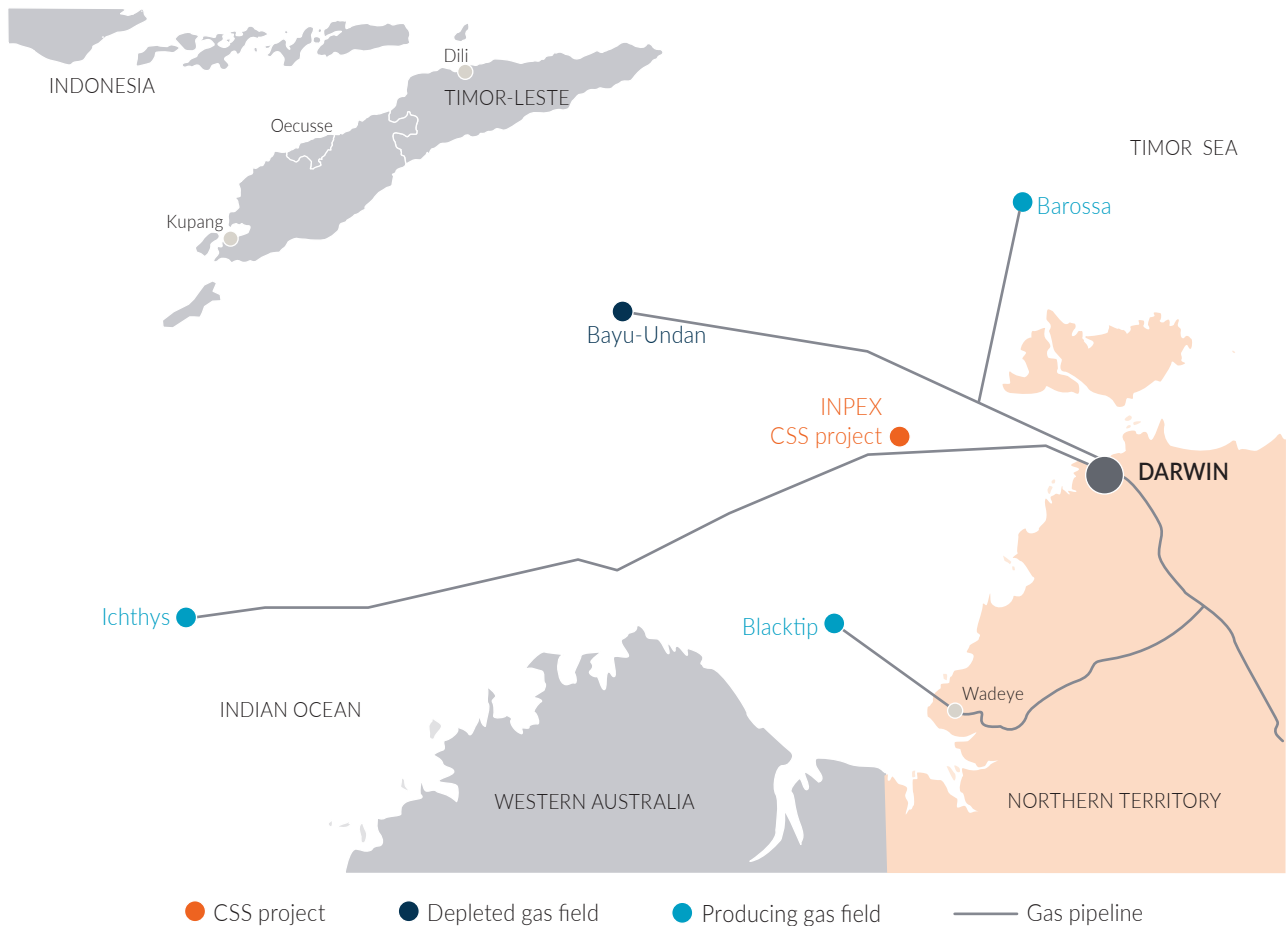 Dili
INDONESIA
TIMOR-LESTE
Oecusse
TIMOR  SEA
Barossa
Kupang
Bayu-Undan
INPEX
CSS project
DARWIN
Ichthys
Blacktip
Wadeye
INDIAN OCEAN
WESTERN AUSTRALIA
NORTHERN TERRITORY
CSS project
Depleted gas field
Producing gas field
Gas pipeline